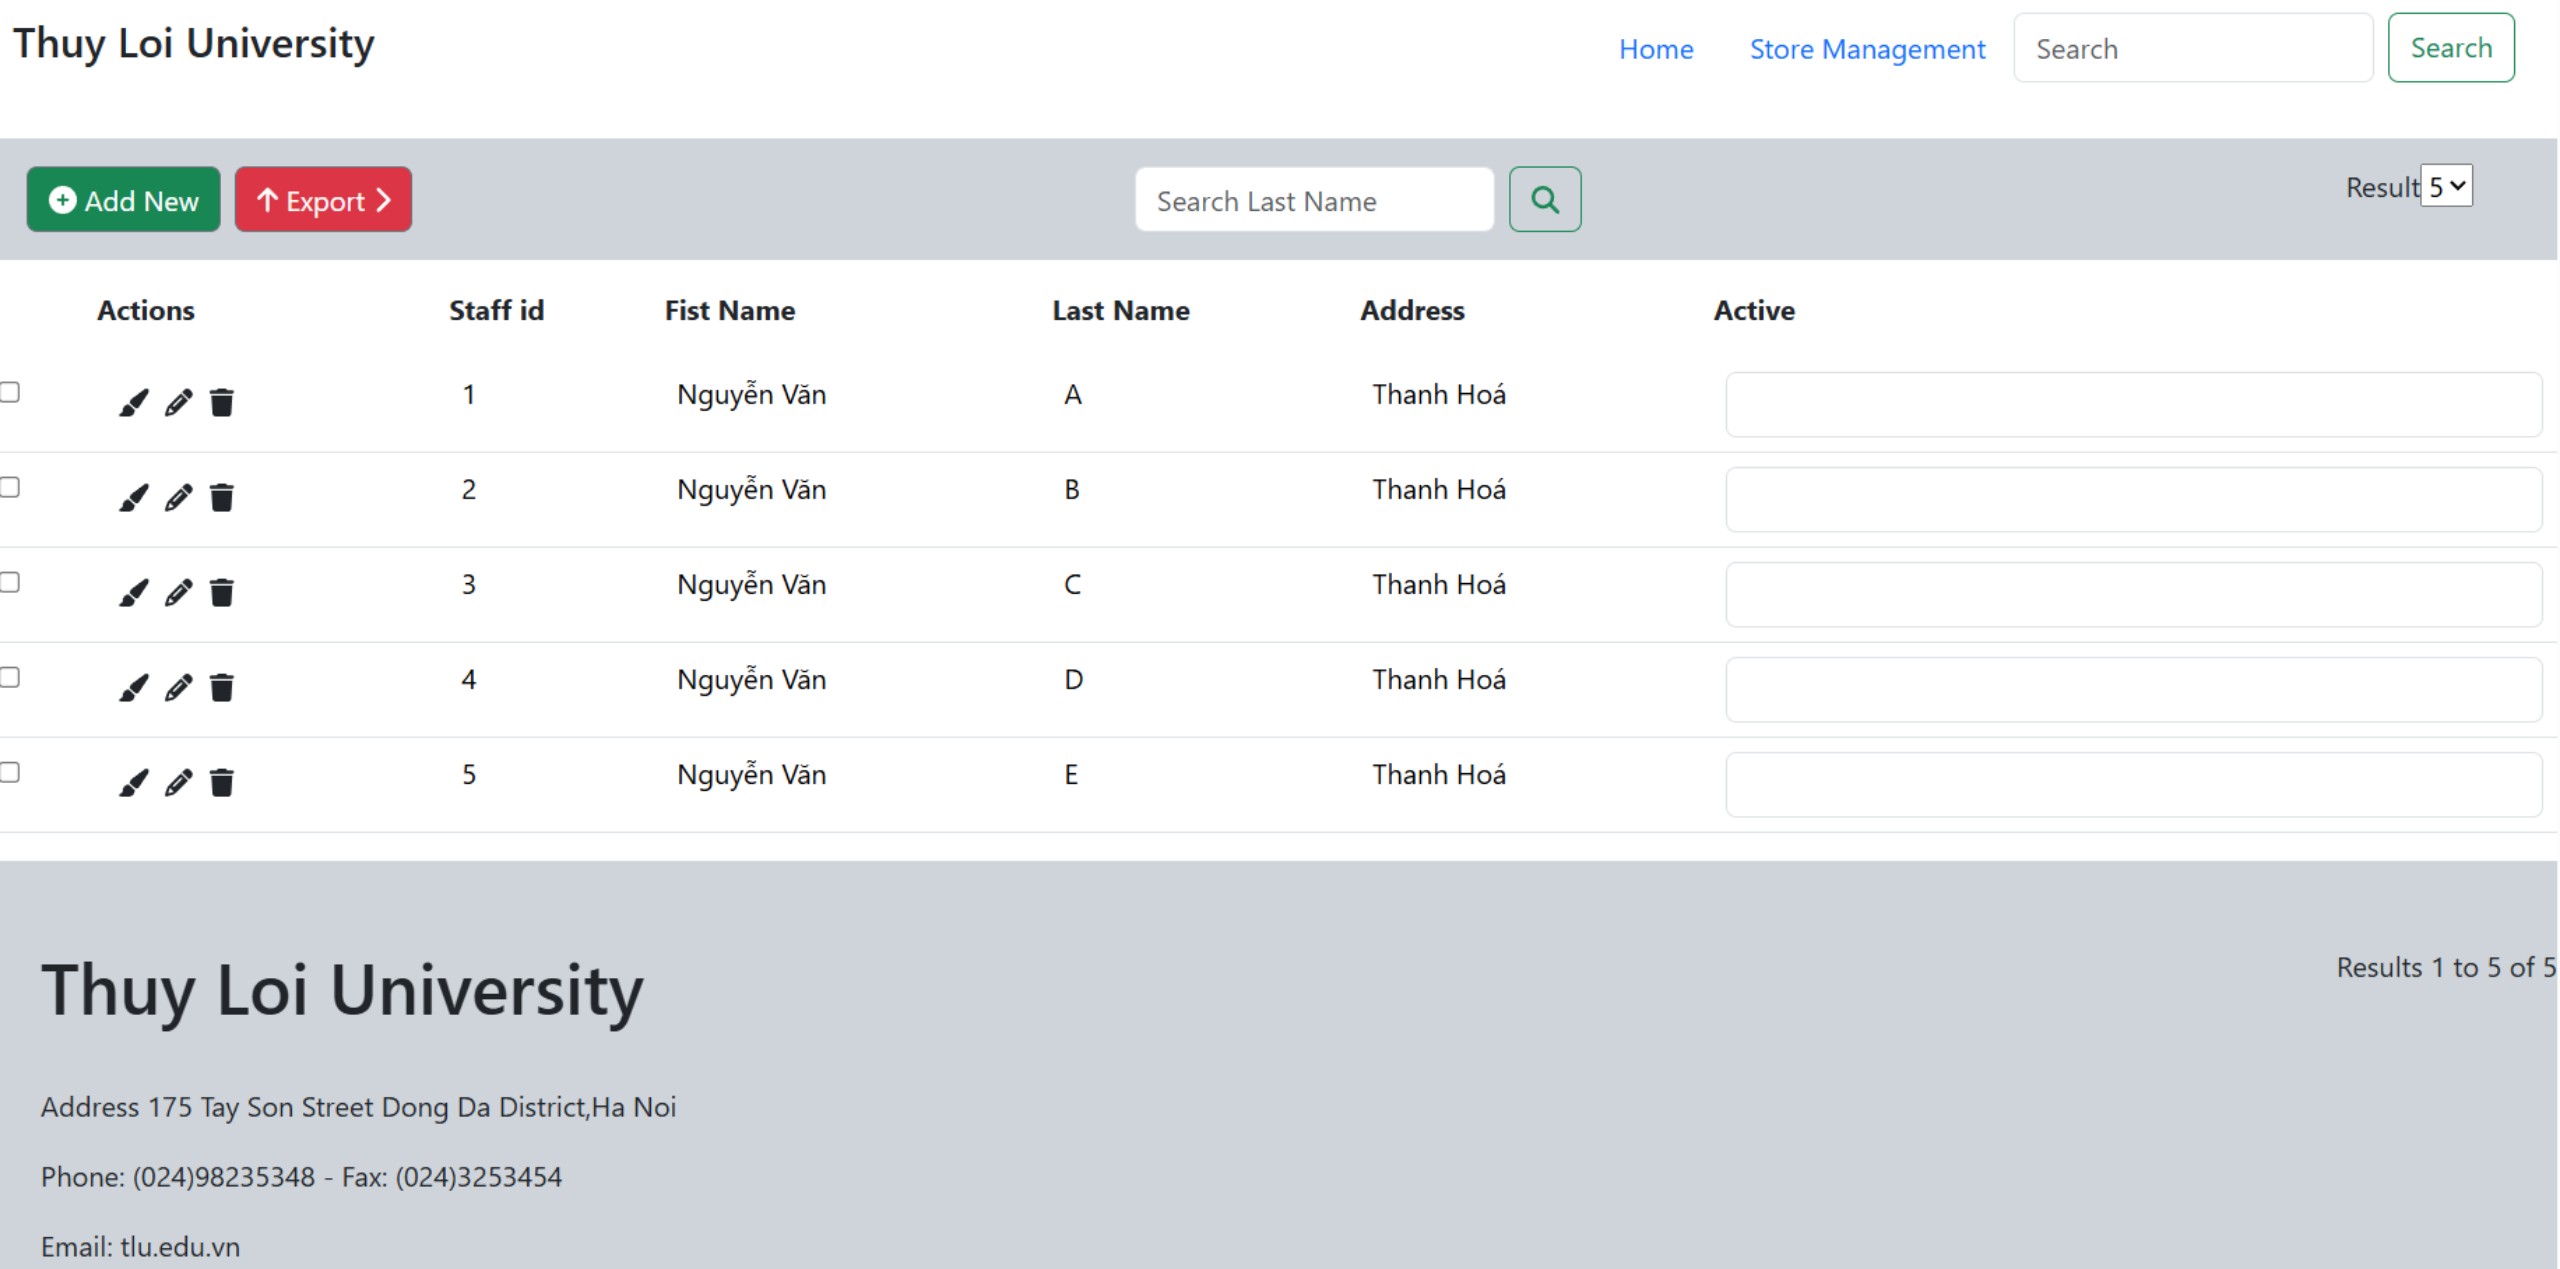 Thuy Loi University
Home Store Management Search Search
Add New Export Search Last Name Result 5
Actions Staff id Fist Name Last Name Address Active
1 Nguyễn Văn A Thanh Hoá
2 Nguyễn Văn B Thanh Hoá
3 Nguyễn Văn C Thanh Hoá
4 Nguyễn Văn D Thanh Hoá
5 Nguyễn Văn E Thanh Hoá
Thuy Loi University
Results 1 to 5 of 5
Address 175 Tay Son Street Dong Da District,Ha Noi
Phone: (024)98235348 - Fax: (024)3253454
Email: tlu.edu.vn